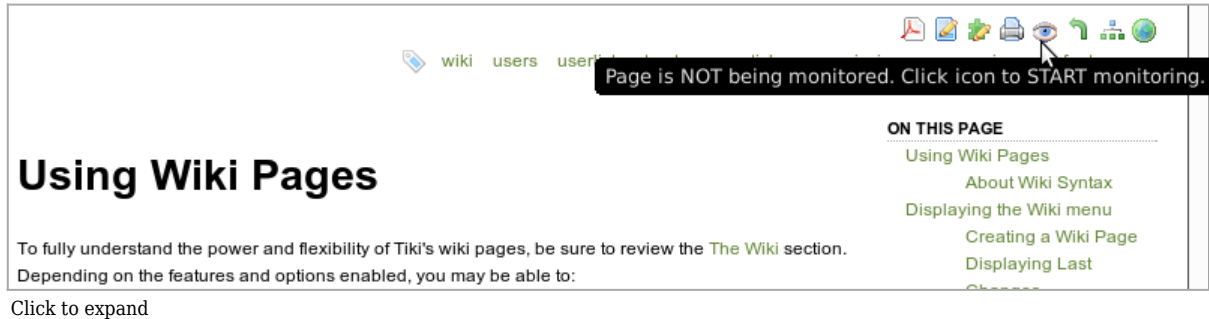 wiki users
Page is NOT being monitored. Click icon to START monitoring.
ON THIS PAGE
Using Wiki Pages
About Wiki Syntax
Displaying the Wiki menu
Creating a Wiki Page
Displaying Last
Using Wiki Pages
To fully understand the power and flexibility of Tiki's wiki pages, be sure to review the The Wiki section.
Depending on the features and options enabled, you may be able to:
Click to expand